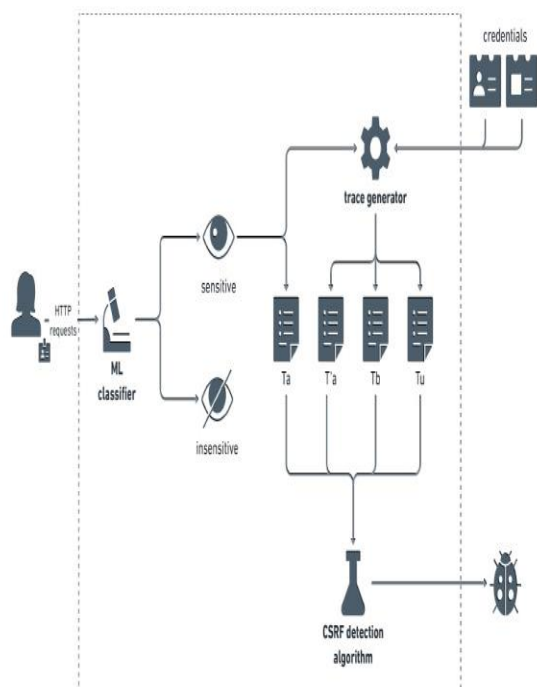 credentials
trace generator
sensitive
HTTP
requests
ML
classifier
Ta
T'a
Tb
Tu
insensitive
CSRF detection
algorithm